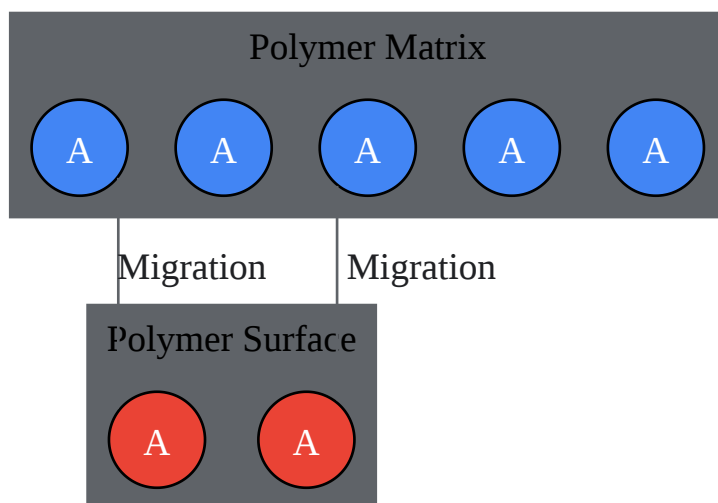 Polymer Matrix
A A A A A
Migration Migration
Polymer Surface
A A